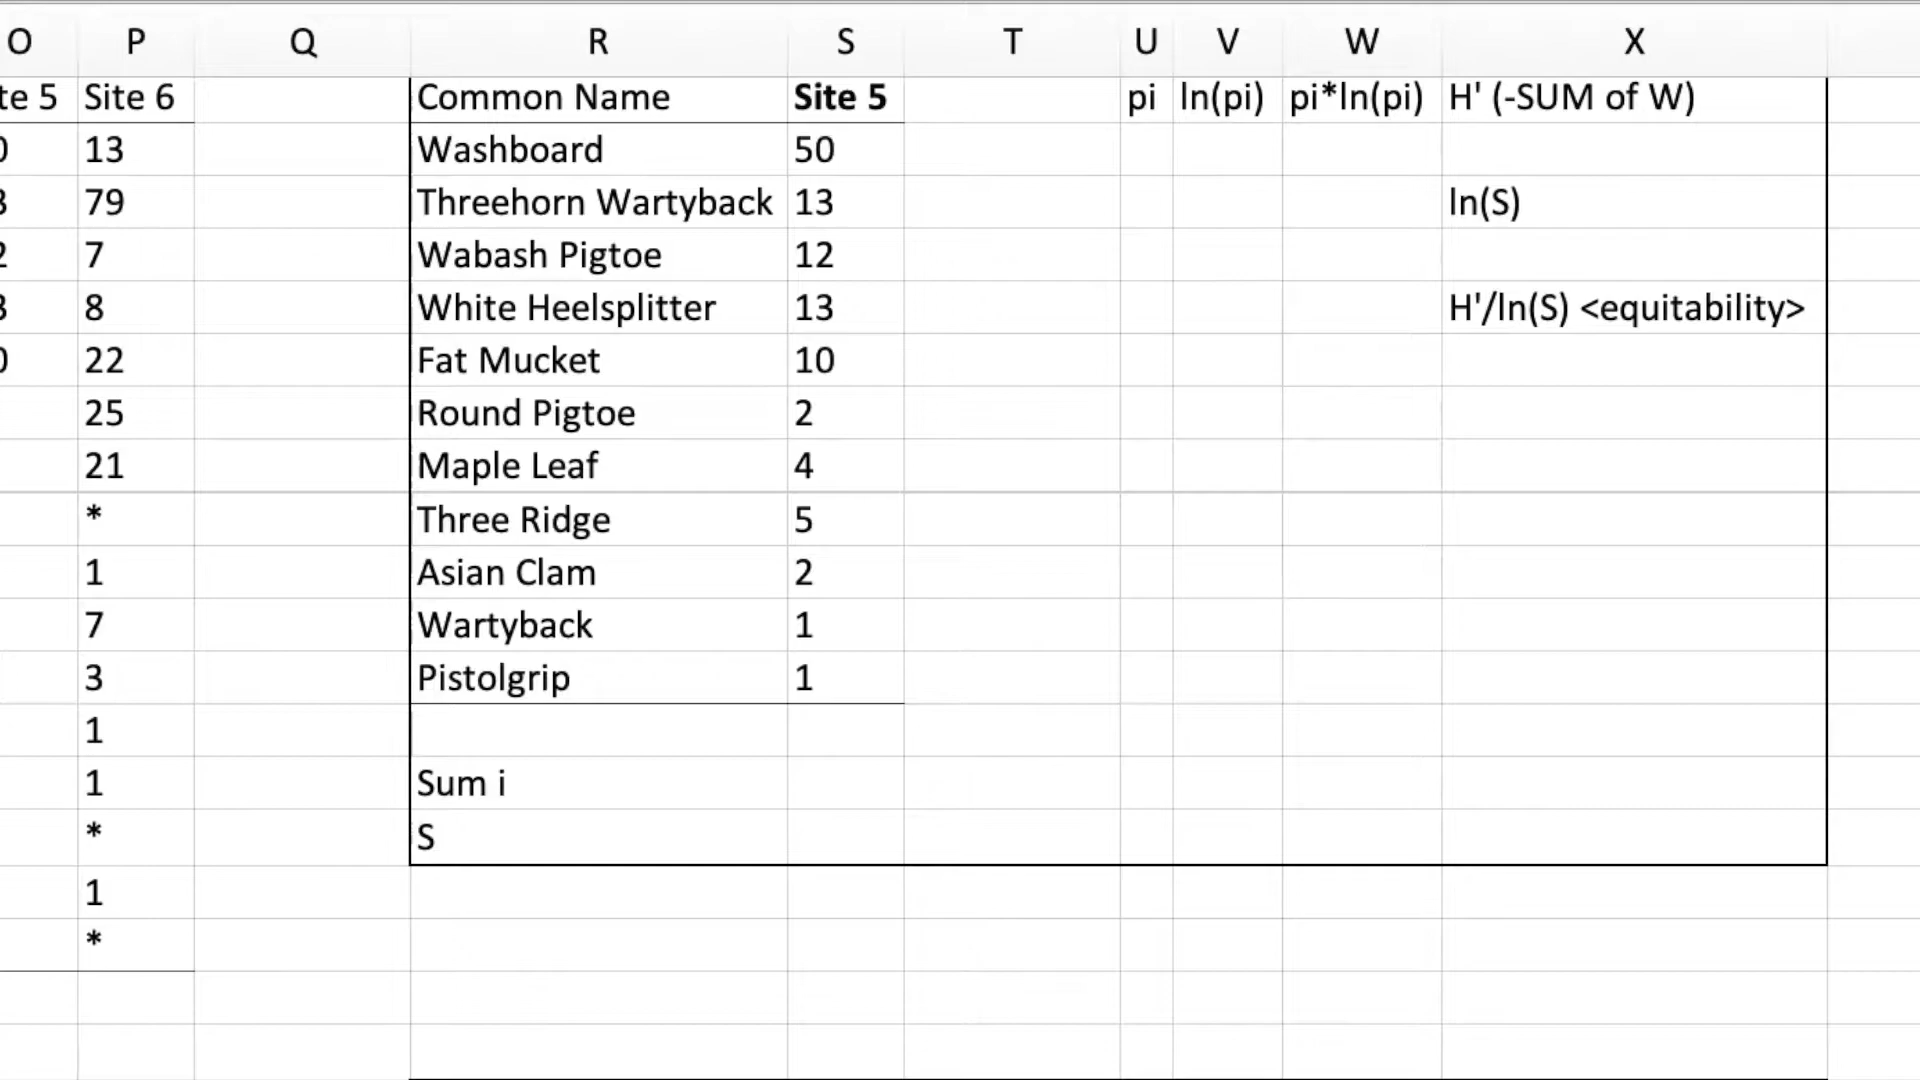 O P Q R S T U V W X
te 5 Site 6 Common Name Site 5 pi ln(pi) pi*ln(pi) H' (-SUM of W)
0 13 Washboard 50
3 79 Threehorn Wartyback 13 ln(S)
2 7 Wabash Pigtoe 12
3 8 White Heelsplitter 13 H'/ln(S) <equitability>
0 22 Fat Mucket 10
25 Round Pigtoe 2
21 Maple Leaf 4
* Three Ridge 5
1 Asian Clam 2
7 Wartyback 1
3 Pistolgrip 1
1
1 Sum i
* S
1
*